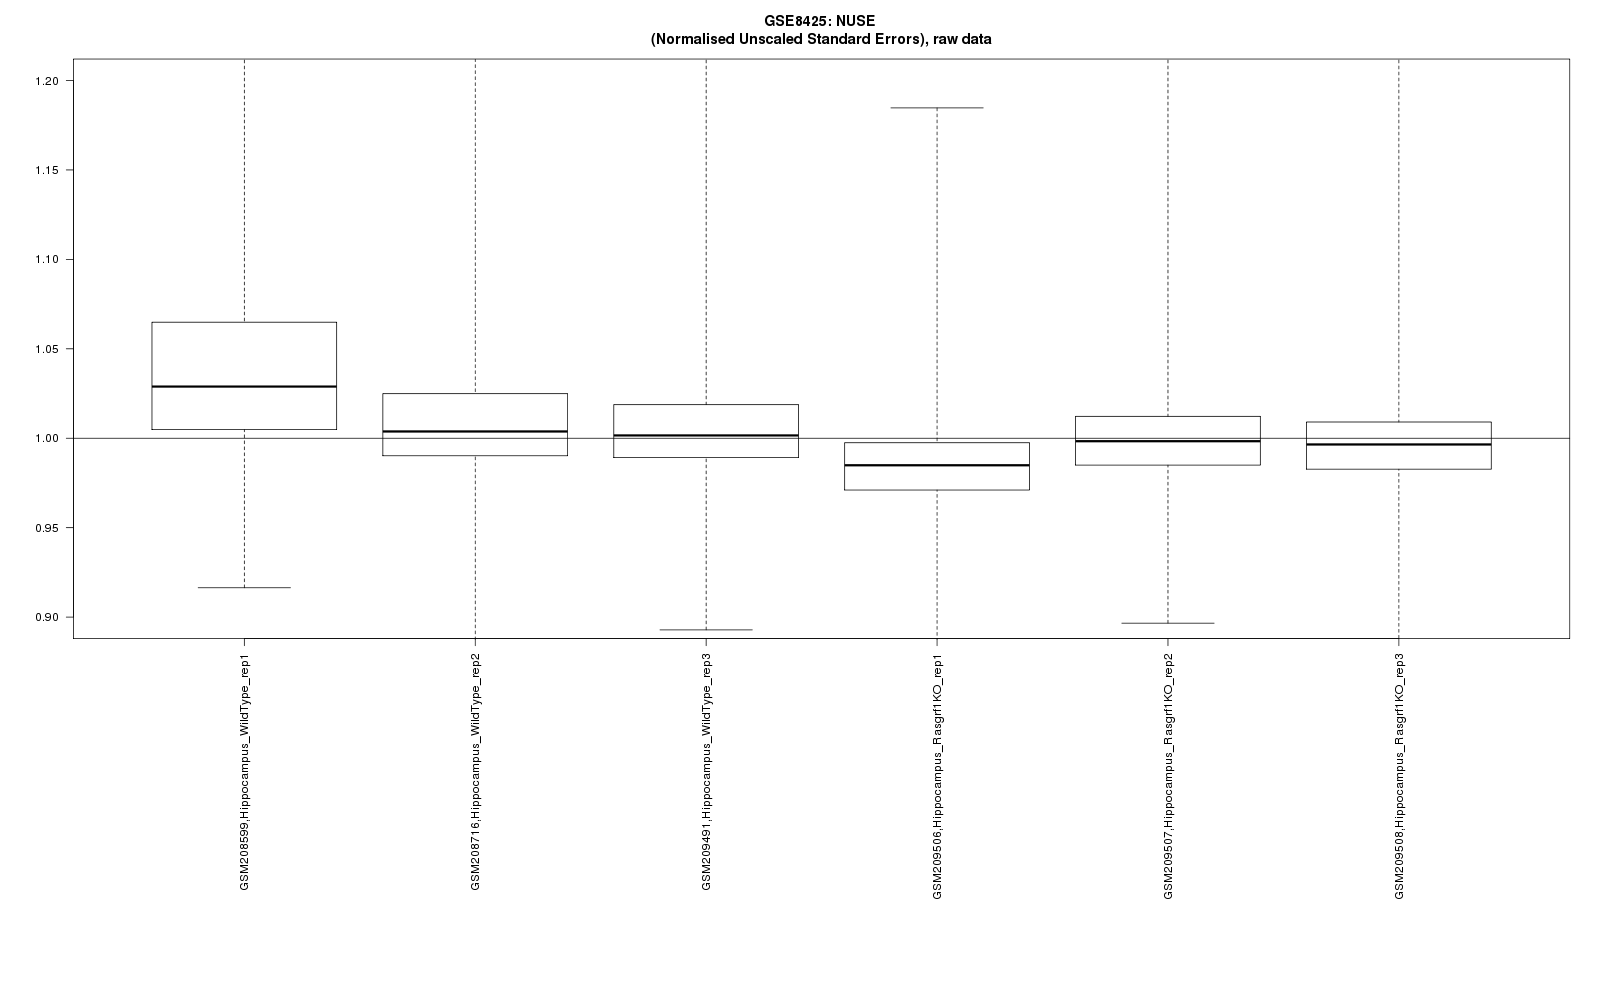 GSE8425: NUSE
(Normalised Unscaled Standard Errors), raw data
1.20
1.15
1.10
1.05
1.00
0.95
0.90
GSM208599,Hippocampus_WildType_rep1
GSM208716,Hippocampus_WildType_rep2
GSM209491,Hippocampus_WildType_rep3
GSM209506,Hippocampus_Rasgrf1KO_rep1
GSM209507,Hippocampus_Rasgrf1KO_rep2
GSM209508,Hippocampus_Rasgrf1KO_rep3